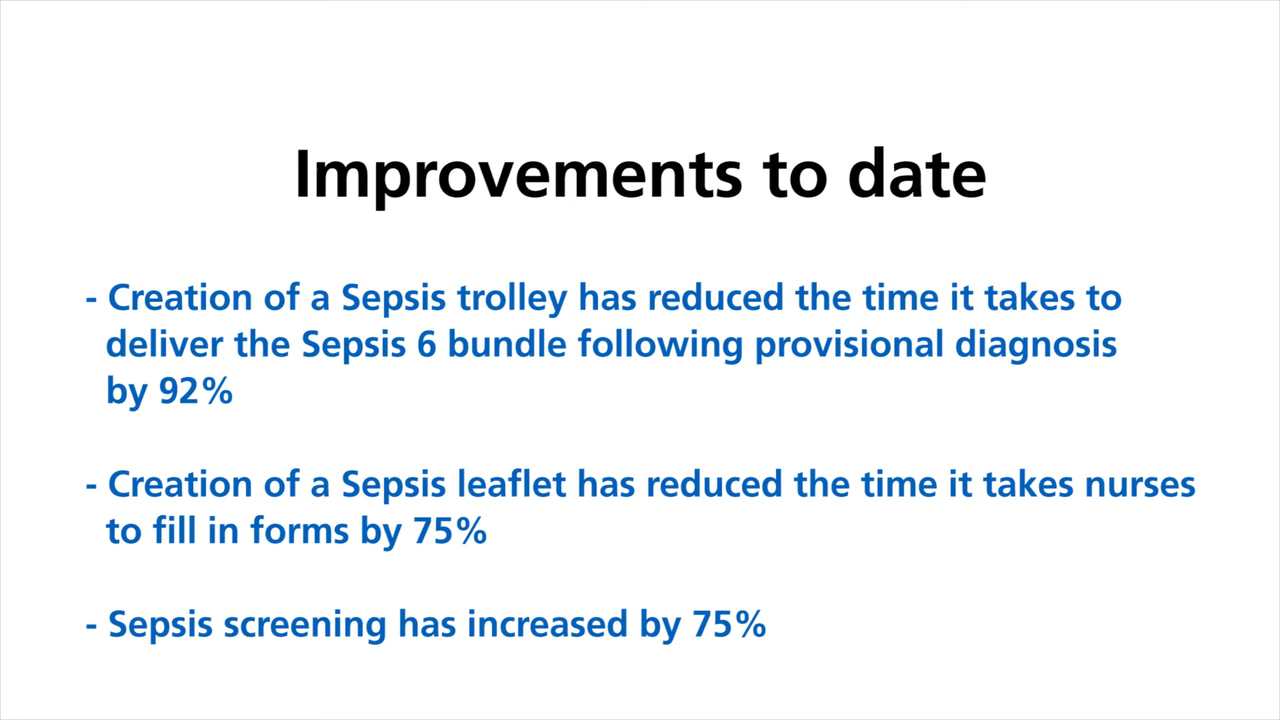 Improvements to date
- Creation of a Sepsis trolley has reduced the time it takes to
deliver the Sepsis 6 bundle following provisional diagnosis
by 92%
- Creation of a Sepsis leaflet has reduced the time it takes nurses
to fill in forms by 75%
- Sepsis screening has increased by 75%